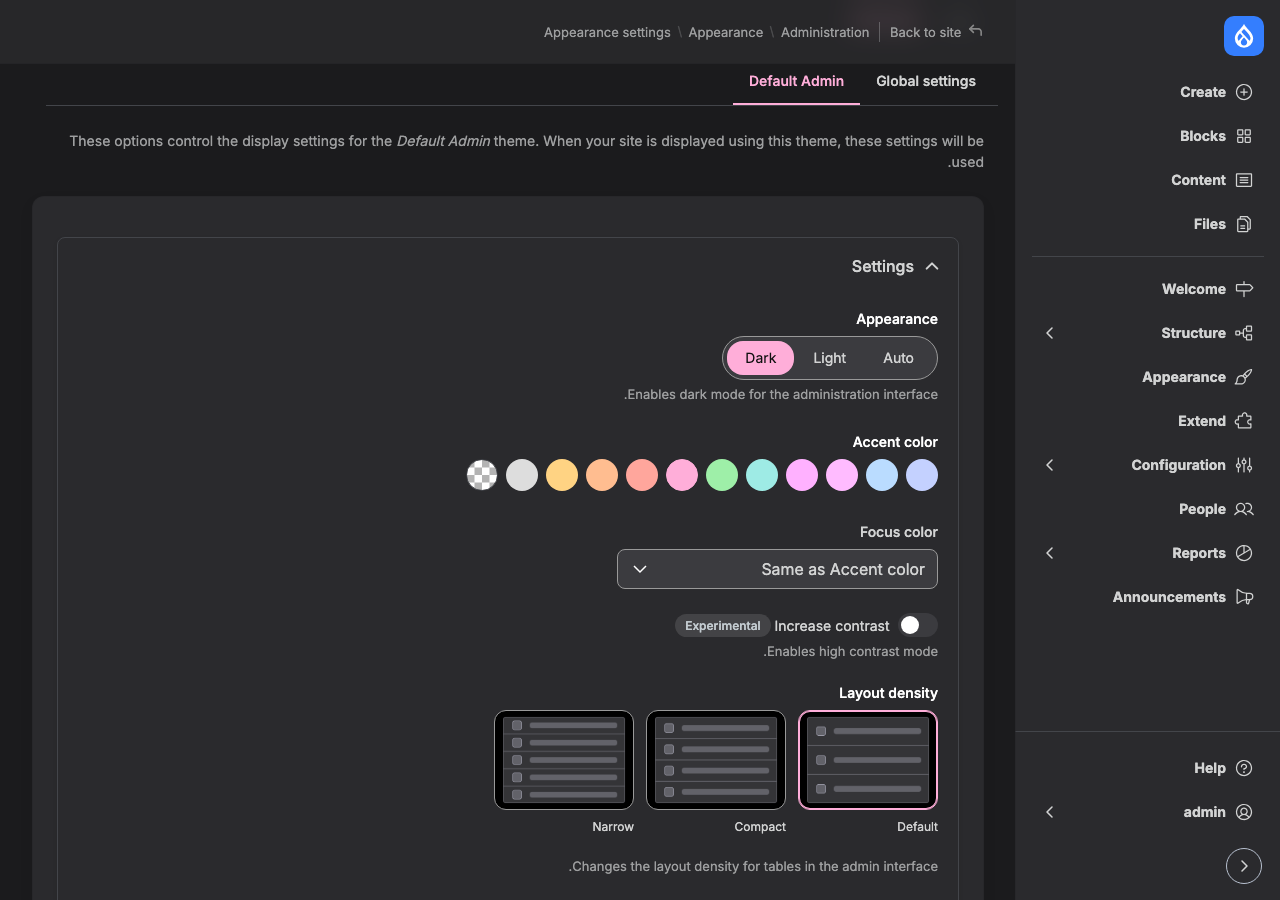 Back to site
Administration \ Appearance \ Appearance settings
Default Admin
Global settings
These options control the display settings for the Default Admin theme. When your site is displayed using this theme, these settings will be
.used
Settings
Appearance
Dark
Light
Auto
.Enables dark mode for the administration interface
Accent color
Focus color
Same as Accent color
Increase contrast
Experimental
.Enables high contrast mode
Layout density
Default
Compact
Narrow
.Changes the layout density for tables in the admin interface
Create
Blocks
Content
Files
Welcome
Structure
Appearance
Extend
Configuration
People
Reports
Announcements
Help
admin